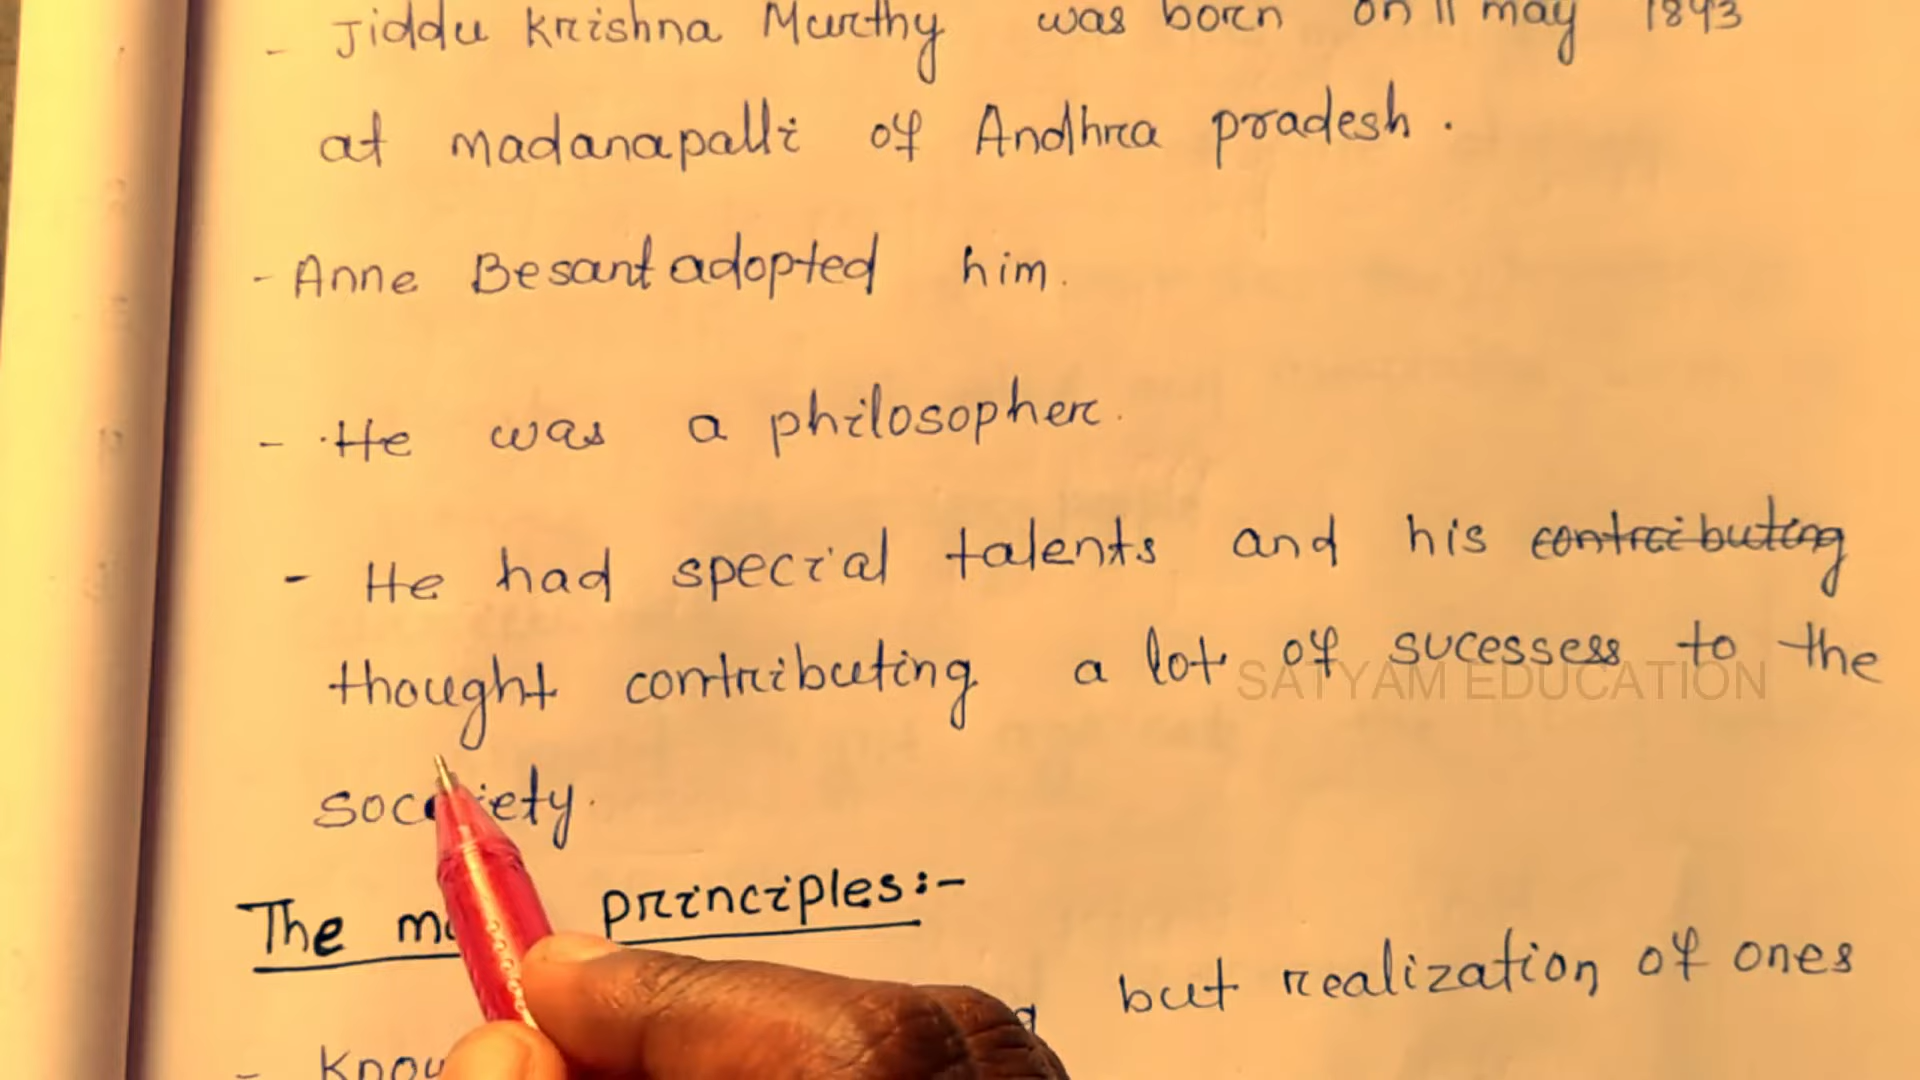 - Jiddu Krishna Murthy was born on 11 may 1893
at madanapalli of Andhra pradesh.
- Anne Besant adopted him.
- He was a philosopher.
- He had special talents and his contributing
thought contributing a lot of sucessess to the
SATYAM EDUCATION
The principles:-
but realization of ones
-